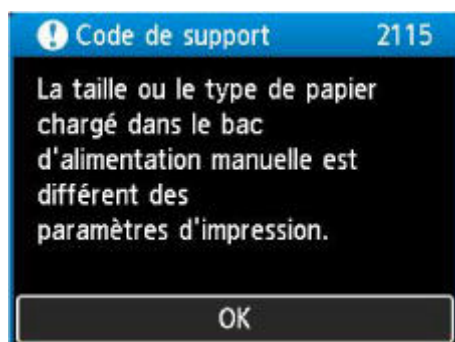 Code de support 2115
La taille ou le type de papier
chargé dans le bac
d'alimentation manuelle est
différent des
paramètres d'impression.
OK